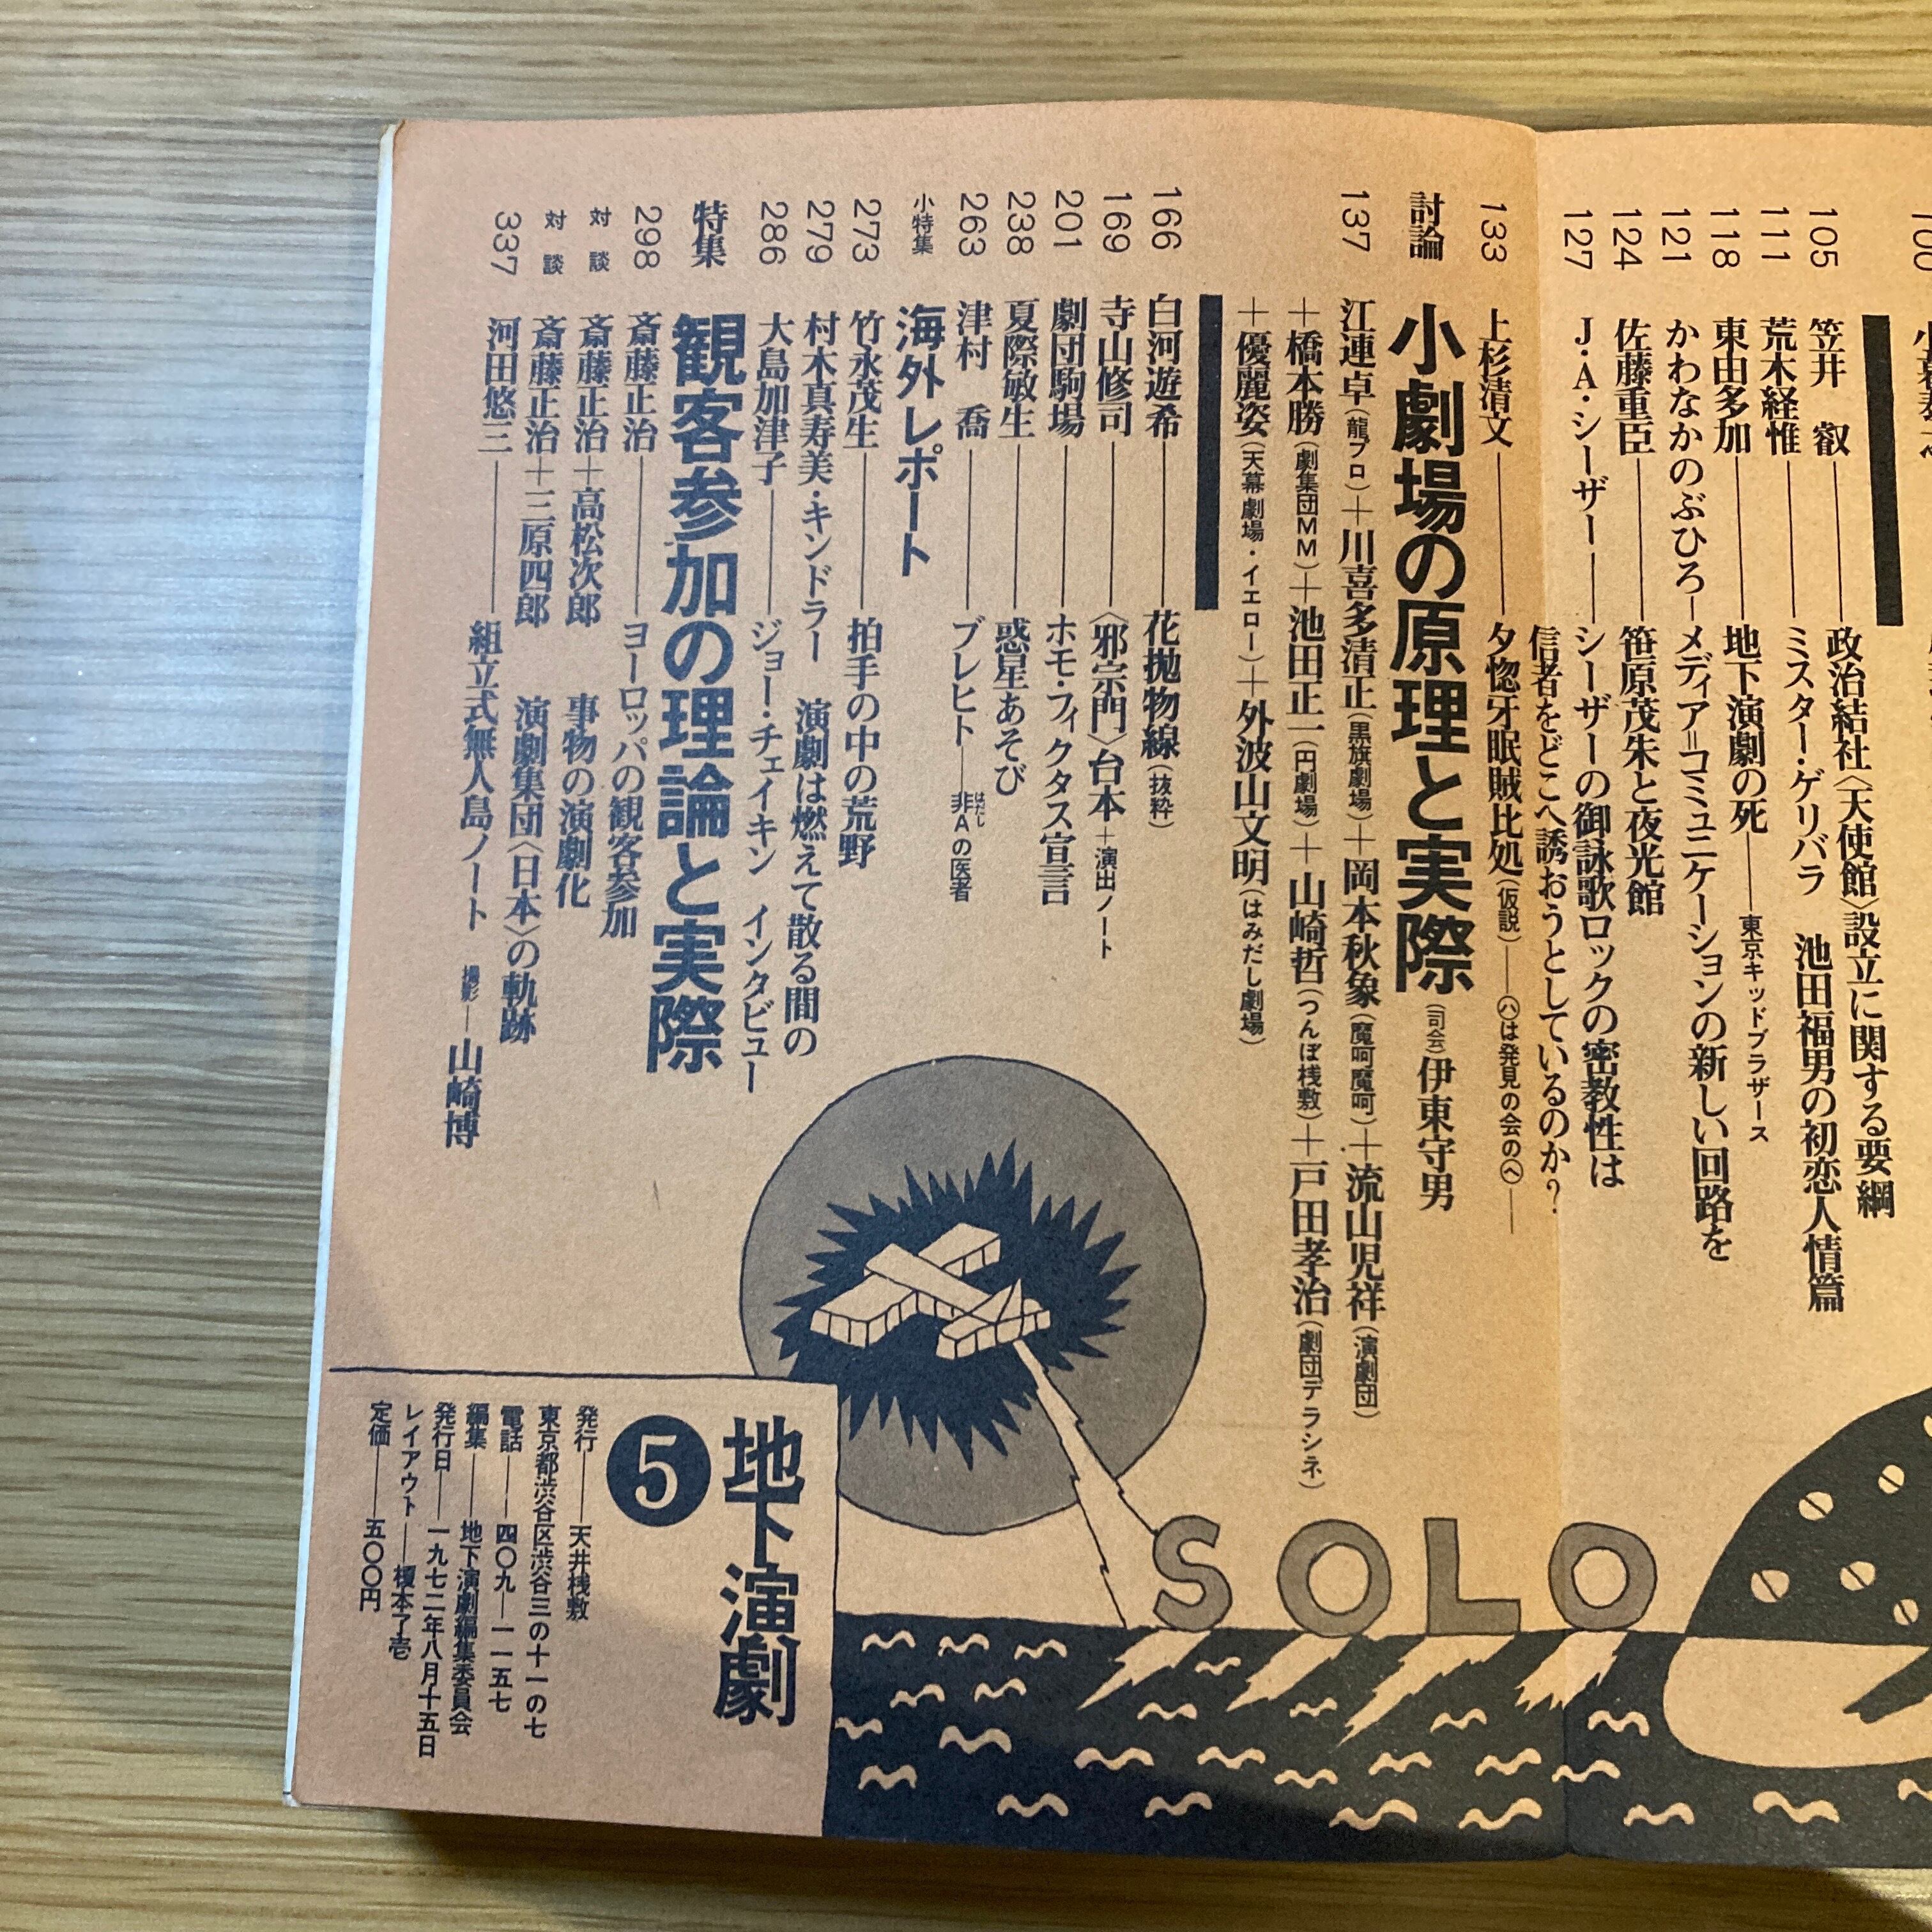 100
105
笠井 叡――政治結社〈天使館〉設立に関する要綱
111
荒木経惟――ミスター・ゲリバラ 池田福男の初恋人情篇
118
東由多加――地下演劇の死――東京キッドブラザース
121
かわなかのぶひろ―メディア=コミュニケーションの新しい回路を
124
佐藤重臣――笹原茂朱と夜光館
127
J・A・シーザー――シーザーの御詠歌ロックの密教性は
信者をどこへ誘おうとしているのか?
133
上杉清文――夕惚牙眠賊比処(仮説)―㋩は発見の会の㋬―
討論
小劇場の原理と実際(司会)伊東守男
137
江連卓(龍プロ)+川喜多清正(黒旗劇場)+岡本秋象(魔呵魔呵)+流山児祥(演劇団)
+橋本勝(劇集団MM)+池田正一(円劇場)+山崎哲(つんぼ桟敷)+戸田孝治(劇団デラシネ)
+優麗姿(天幕劇場・イエロー)+外波山文明(はみだし劇場)
166
白河遊希――花抛物線(抜粋)
169
寺山修司――〈邪宗門〉台本+演出ノート
201
劇団駒場――ホモ・フィクタス宣言
238
夏際敏生――惑星あそび
263
津村 喬――ブレヒト―非Aの医者
はだし
小特集
海外レポート
273
竹永茂生――拍手の中の荒野
279
村木真寿美・キンドラー 演劇は燃えて散る間の
286
大島加津子――ジョー・チェイキン インタビュー
特集
観客参加の理論と実際
298
斎藤正治――ヨーロッパの観客参加
対談
斎藤正治+高松次郎 事物の演劇化
対談
斎藤正治+三原四郎 演劇集団〈日本〉の軌跡
337
河田悠三――組立式無人島ノート 撮影―山崎博
SOLO
地下演劇
5
発行――天井桟敷
東京都渋谷区渋谷三の十一の七
電話――四〇九―一一五七
編集――地下演劇編集委員会
発行日――一九七二年八月十五日
レイアウト――榎本了壱
定価――五〇〇円